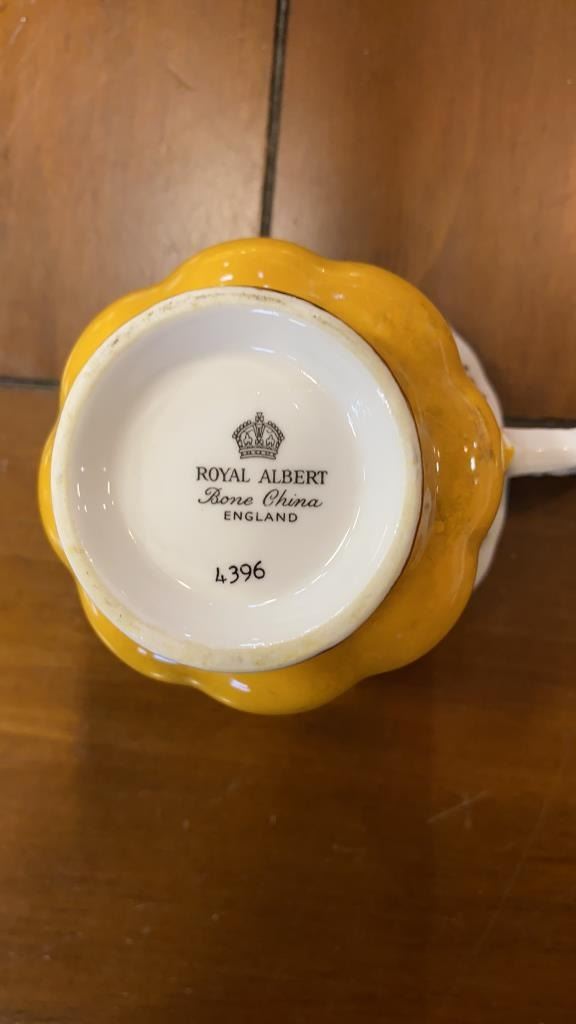 ROYAL ALBERT
Bone China
ENGLAND
4396